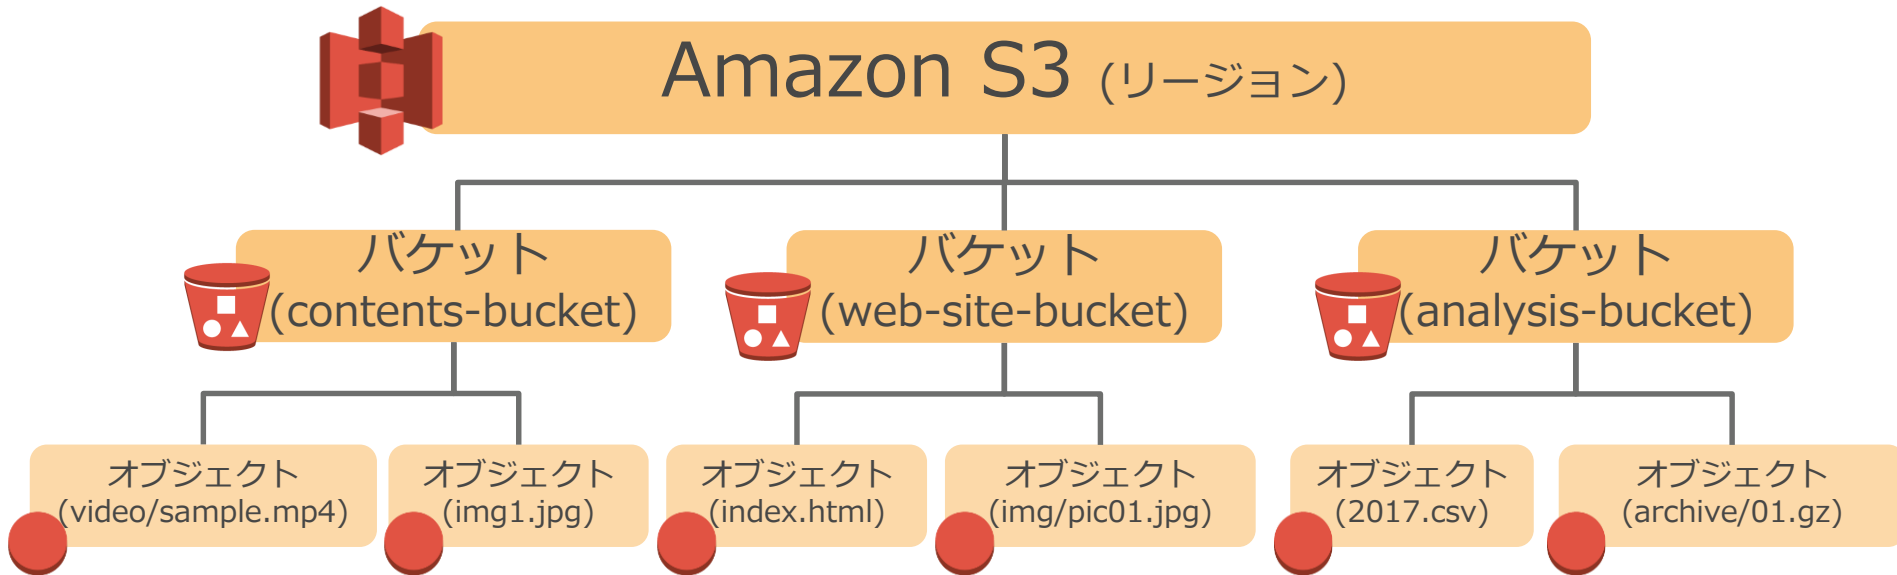 Amazon S3 (リージョン)
バケット
(contents-bucket)
バケット
(web-site-bucket)
バケット
(analysis-bucket)
オブジェクト
(video/sample.mp4)
オブジェクト
(img1.jpg)
オブジェクト
(index.html)
オブジェクト
(img/pic01.jpg)
オブジェクト
(2017.csv)
オブジェクト
(archive/01.gz)